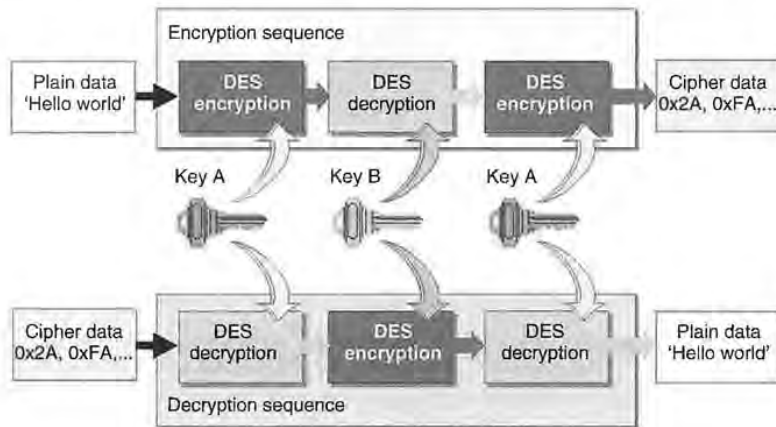 Encryption sequence
Plain data
'Hello world'
DES
encryption
DES
decryption
DES
encryption
Cipher data
0x2A, 0xFA,...
Key A
Key B
Key A
Cipher data
0x2A, 0xFA,...
DES
decryption
DES
encryption
DES
decryption
Plain data
'Hello world'
Decryption sequence